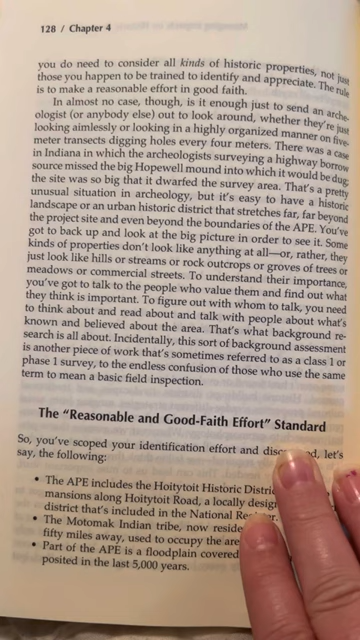 128 / Chapter 4
you do need to consider all kinds of historic properties, not just
those you happen to be trained to identify and appreciate. The rule
is to make a reasonable effort in good faith.
In almost no case, though, is it enough just to send an arche-
ologist (or anybody else) out to look around, whether they're just
looking aimlessly or looking in a highly organized manner on five-
meter transects digging holes every four meters. There was a case
in Indiana in which the archeologists surveying a highway borrow
source missed the big Hopewell mound into which it would be dug;
the site was so big that it dwarfed the survey area. That's a pretty
unusual situation in archeology, but it's easy to have a historic
landscape or an urban historic district that stretches far, far beyond
the project site and even beyond the boundaries of the APE. You've
got to back up and look at the big picture in order to see it. Some
kinds of properties don't look like anything at all—or, rather, they
just look like hills or streams or rock outcrops or groves of trees or
meadows or commercial streets. To understand their importance,
you've got to talk to the people who value them and find out what
they think is important. To figure out with whom to talk, you need
to think about and read about and talk with people about what's
known and believed about the area. That's what background re-
search is all about. Incidentally, this sort of background assessment
is another piece of work that's sometimes referred to as a class 1 or
phase 1 survey, to the endless confusion of those who use the same
term to mean a basic field inspection.
The "Reasonable and Good-Faith Effort" Standard
So, you've scoped your identification effort and let's
say, the following:
• The APE includes the Hoitytoit Historic
mansions along Hoitytoit Road, a locally
district that's included in the National
• The Motomak Indian tribe, now
fifty miles away, used to occupy the
• Part of the APE is a floodplain covered
posited in the last 5,000 years.